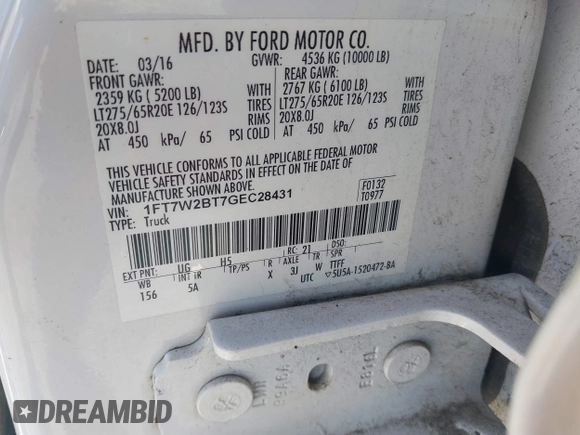 MFD. BY FORD MOTOR CO.
DATE: 03/16 GVWR: 4536 KG (10000 LB)
FRONT GAWR: REAR GAWR:
2359 KG ( 5200 LB) WITH 2767 KG ( 6100 LB) WITH
LT275/65R20E 126/123S TIRES LT275/65R20E 126/123S TIRES
20X8.0J RIMS 20X8.0J RIMS
AT 450 kPa/ 65 PSI COLD AT 450 kPa/ 65 PSI COLD
THIS VEHICLE CONFORMS TO ALL APPLICABLE FEDERAL MOTOR
VEHICLE SAFETY STANDARDS IN EFFECT ON THE DATE OF
MANUFACTURE SHOWN ABOVE.
VIN: 1FT7W2BT7GEC28431
TYPE: Truck
F0132
T0977
EXT PNT: UG H5 RC: 21 DSO:
WB INT TR TP/PS R AXLE TR SPR
156 5A X 3J W TTFF
UTC ▽5U5A-1520472-BA
DREAMBID